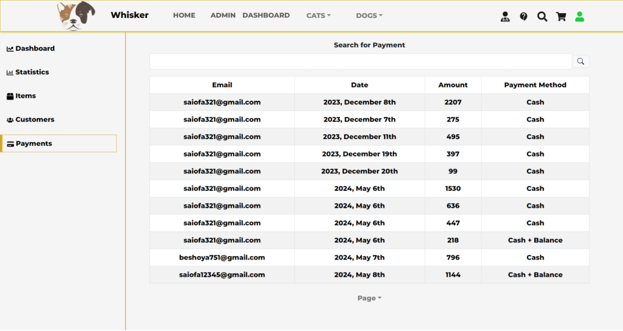 Whisker HOME ADMIN DASHBOARD CATS DOGS
Dashboard
Statistics
Items
Customers
Payments
Search for Payment
Email Date Amount Payment Method
saiofa321@gmail.com 2023, December 8th 2207 Cash
saiofa321@gmail.com 2023, December 7th 275 Cash
saiofa321@gmail.com 2023, December 11th 495 Cash
saiofa321@gmail.com 2023, December 19th 397 Cash
saiofa321@gmail.com 2023, December 20th 99 Cash
saiofa321@gmail.com 2024, May 6th 1530 Cash
saiofa321@gmail.com 2024, May 6th 636 Cash
saiofa321@gmail.com 2024, May 6th 447 Cash
saiofa321@gmail.com 2024, May 6th 218 Cash + Balance
beshoya751@gmail.com 2024, May 7th 796 Cash
saiofa12345@gmail.com 2024, May 8th 1144 Cash + Balance
Page